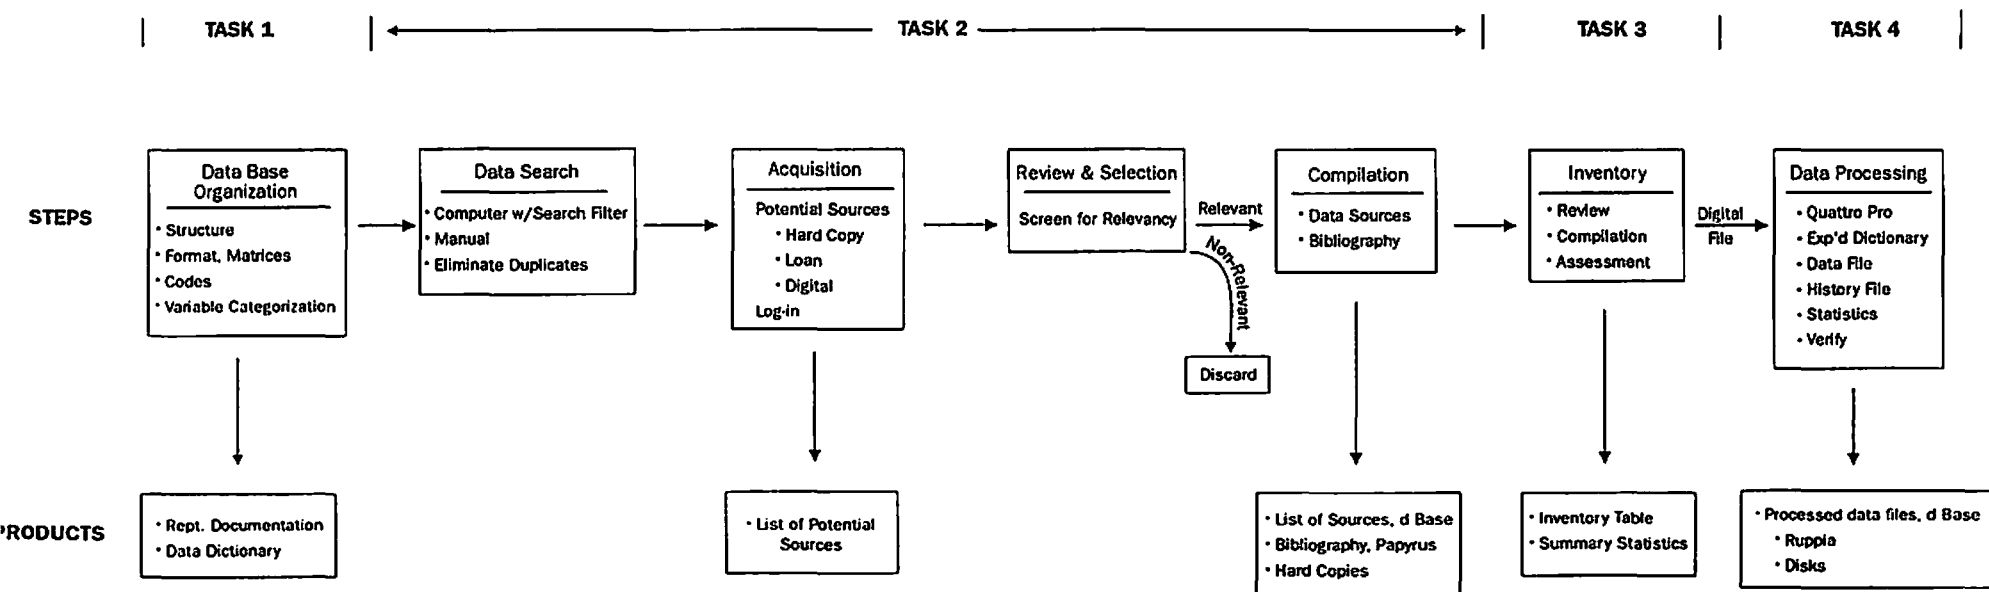 TASK 1
TASK 2
TASK 3
TASK 4
STEPS
Data Base
Organization
• Structure
• Format, Matrices
• Codes
• Variable Categorization
Data Search
• Computer w/Search Filter
• Manual
• Eliminate Duplicates
Acquisition
Potential Sources
• Hard Copy
• Loan
• Digital
Log-in
Review & Selection
Screen for Relevancy
Relevant
Non-Relevant
Discard
Compilation
• Data Sources
• Bibliography
Inventory
• Review
• Compilation
• Assessment
Digital
File
Data Processing
• Quattro Pro
• Exp'd Dictionary
• Data File
• History File
• Statistics
• Verify
PRODUCTS
• Rept. Documentation
• Data Dictionary
• List of Potential
Sources
• List of Sources, d Base
• Bibliography, Papyrus
• Hard Copies
• Inventory Table
• Summary Statistics
• Processed data files, d Base
• Ruppia
• Disks